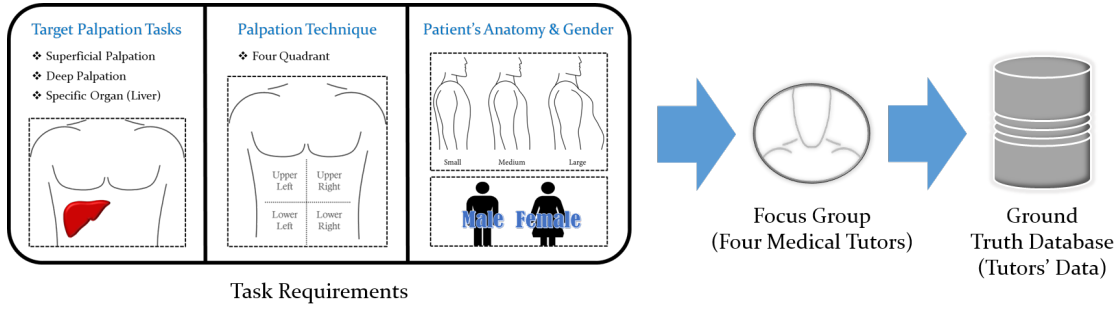 Target Palpation Tasks
❖ Superficial Palpation
❖ Deep Palpation
❖ Specific Organ (Liver)
Palpation Technique
❖ Four Quadrant
Upper Left
Upper Right
Lower Left
Lower Right
Patient's Anatomy & Gender
Small
Medium
Large
Male
Female
Task Requirements
Focus Group
(Four Medical Tutors)
Ground
Truth Database
(Tutors' Data)